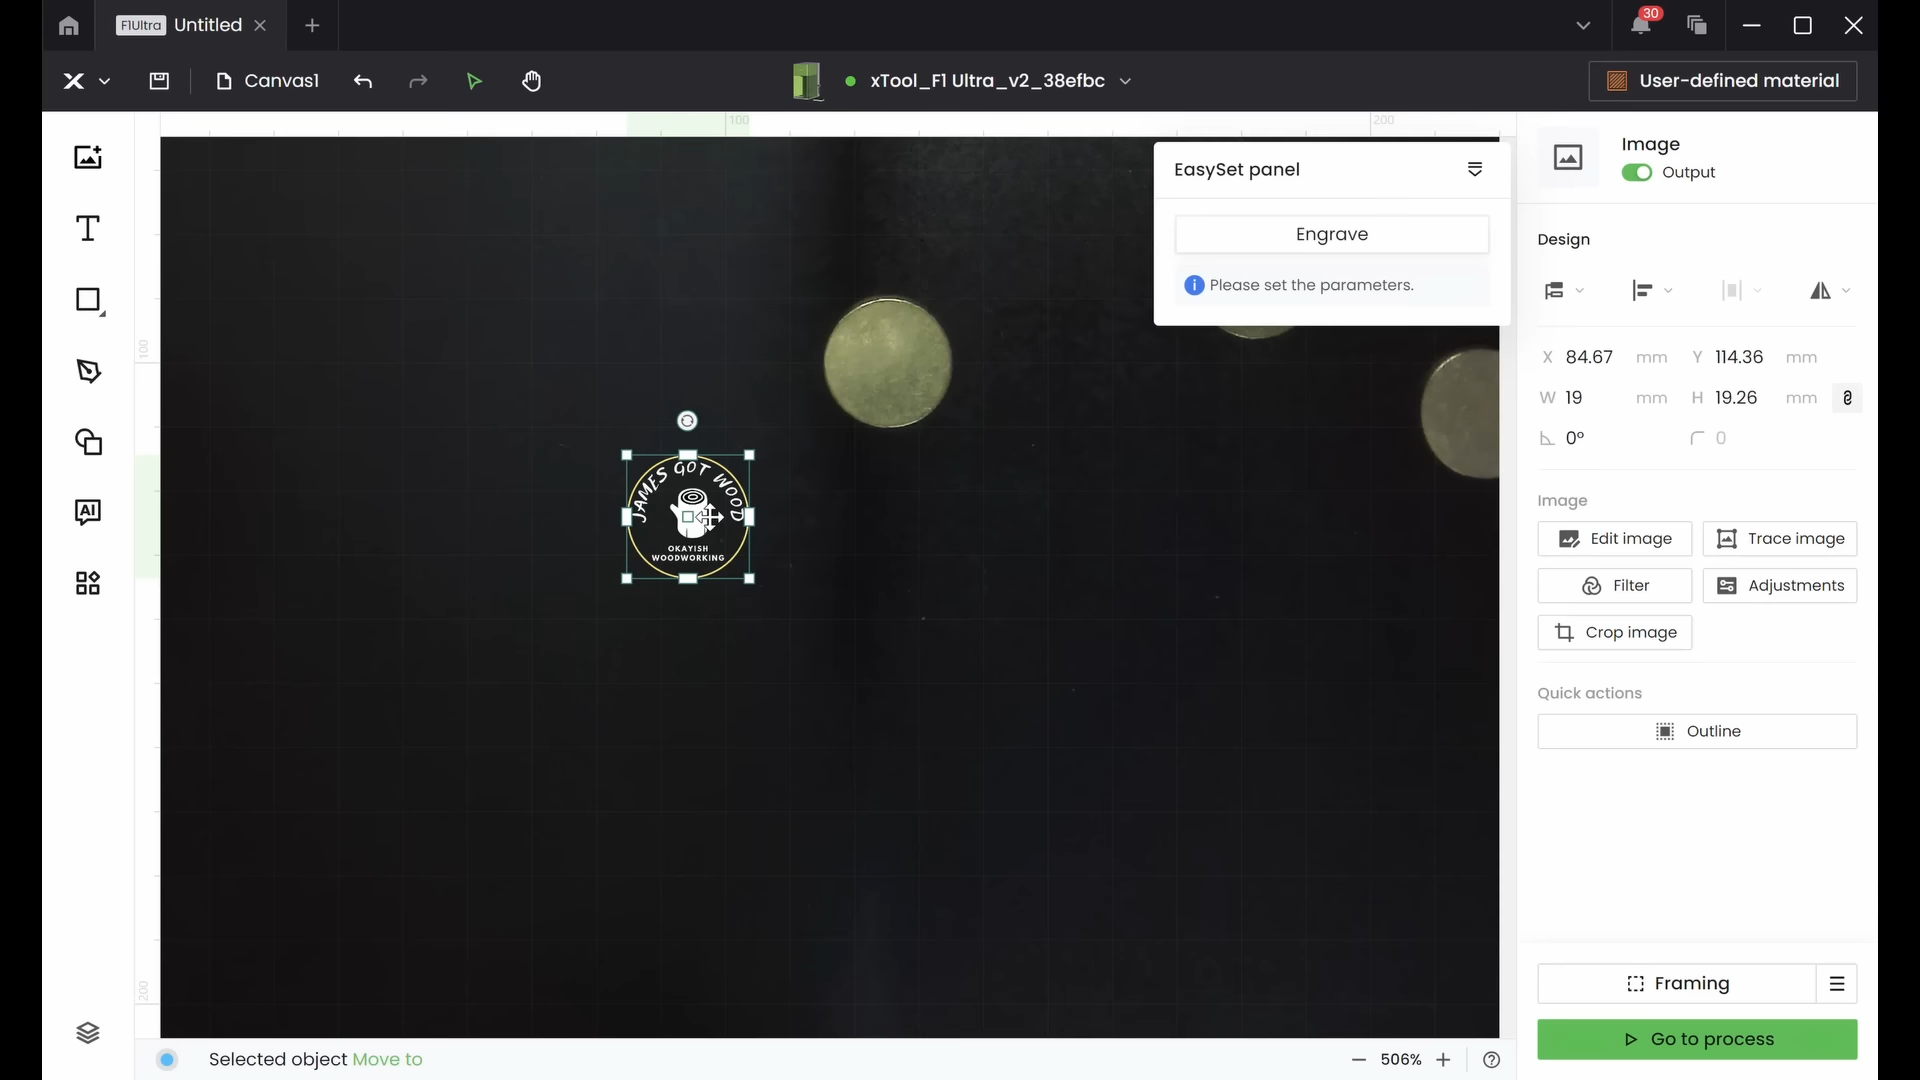 F1Ultra Untitled
30
Canvas1
xTool_F1 Ultra_v2_38efbc
User-defined material
100
200
100
200
EasySet panel
Engrave
Please set the parameters.
JAMES GOT WOOD
OKAYISH
WOODWORKING
Image
Output
Design
X 84.67 mm Y 114.36 mm
W 19 mm H 19.26 mm
0° 0
Image
Edit image Trace image
Filter Adjustments
Crop image
Quick actions
Outline
Framing
Go to process
AI
Selected object Move to
506%